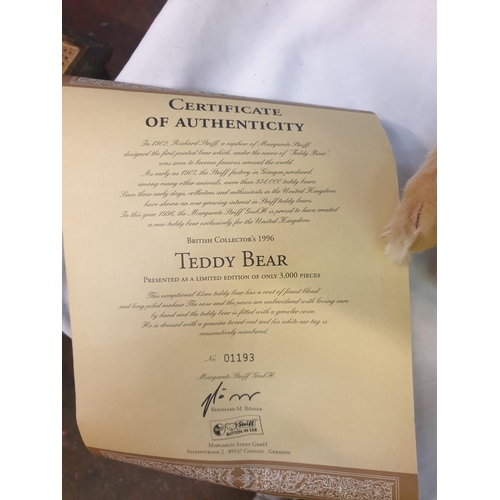 CERTIFICATE
OF AUTHENTICITY
In 1902, Richard Steiff, a nephew of Margarete Steiff
designed the first jointed bear which, under the name of "Teddy Bear"
was soon to become famous around the world
As early as 1907, the Steiff factory in Giengen produced,
among many other animals, more than 974,000 teddy bears.
Since these early days, collectors and enthusiasts in the United Kingdom
have shown an ever growing interest in Steiff teddy bears.
In this year 1996, the Margarete Steiff GmbH is proud to have created
a new teddy bear exclusively for the United Kingdom.
BRITISH COLLECTOR'S 1996
TEDDY BEAR
PRESENTED AS A LIMITED EDITION OF ONLY 3,000 PIECES
This exceptional teddy bear has a coat of finest blond
and long piled mohair The nose and the paws are embroidered with loving care
by hand and the teddy bear is fitted with a growler voice.
He is dressed with a genuine tweed coat and his white ear tag is
consecutively numbered
No. 01193
Margarete Steiff GmbH
BERNHARD M. RÖSNER
Steiff
BUTTON IN EAR
MARGARETE STEIFF GMBH
ALLEENSTRASSE 2 · 89537 GIENGEN · GERMANY